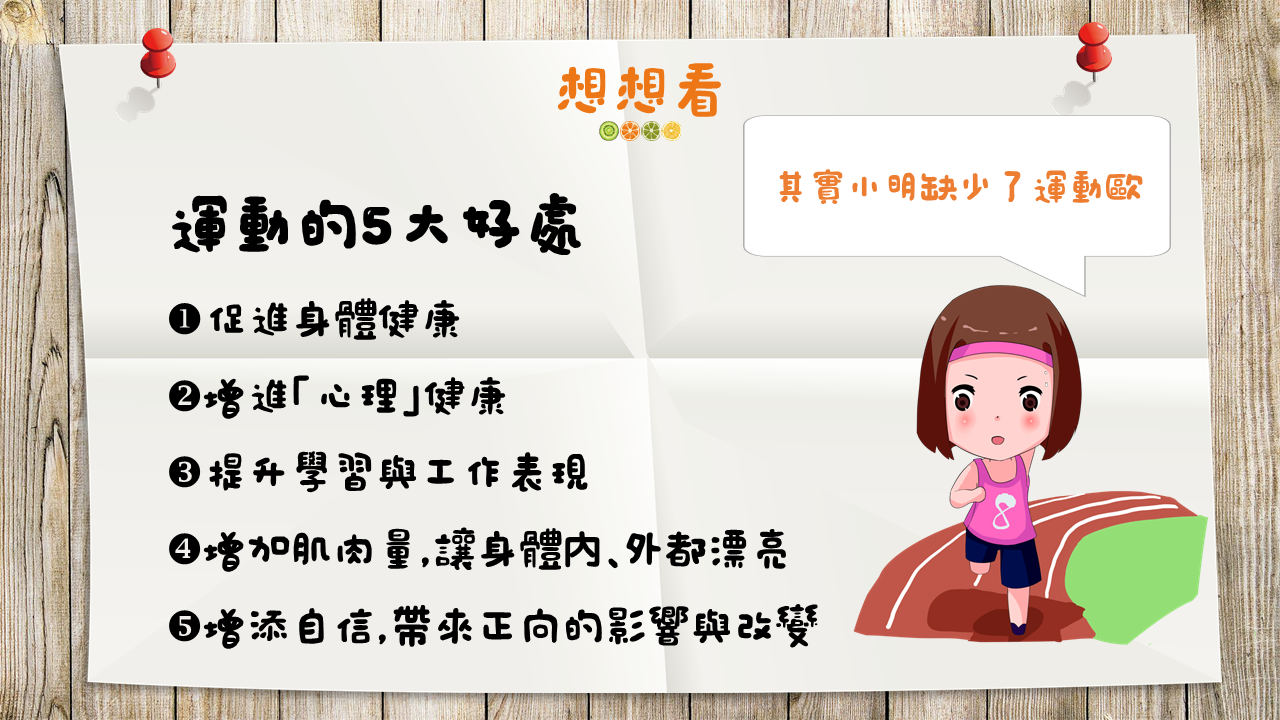 想想看
其實小明缺少了運動歐
運動的5大好處
❶促進身體健康
❷增進「心理」健康
❸提升學習與工作表現
❹增加肌肉量,讓身體內、外都漂亮
❺增添自信,帶來正向的影響與改變
8